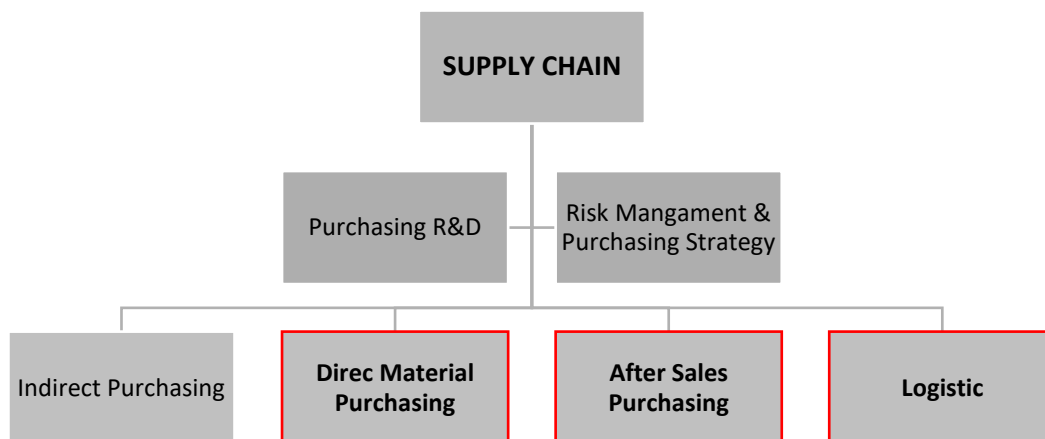 SUPPLY CHAIN
Purchasing R&D
Risk Mangament &
Purchasing Strategy
Indirect Purchasing
Direc Material
Purchasing
After Sales
Purchasing
Logistic